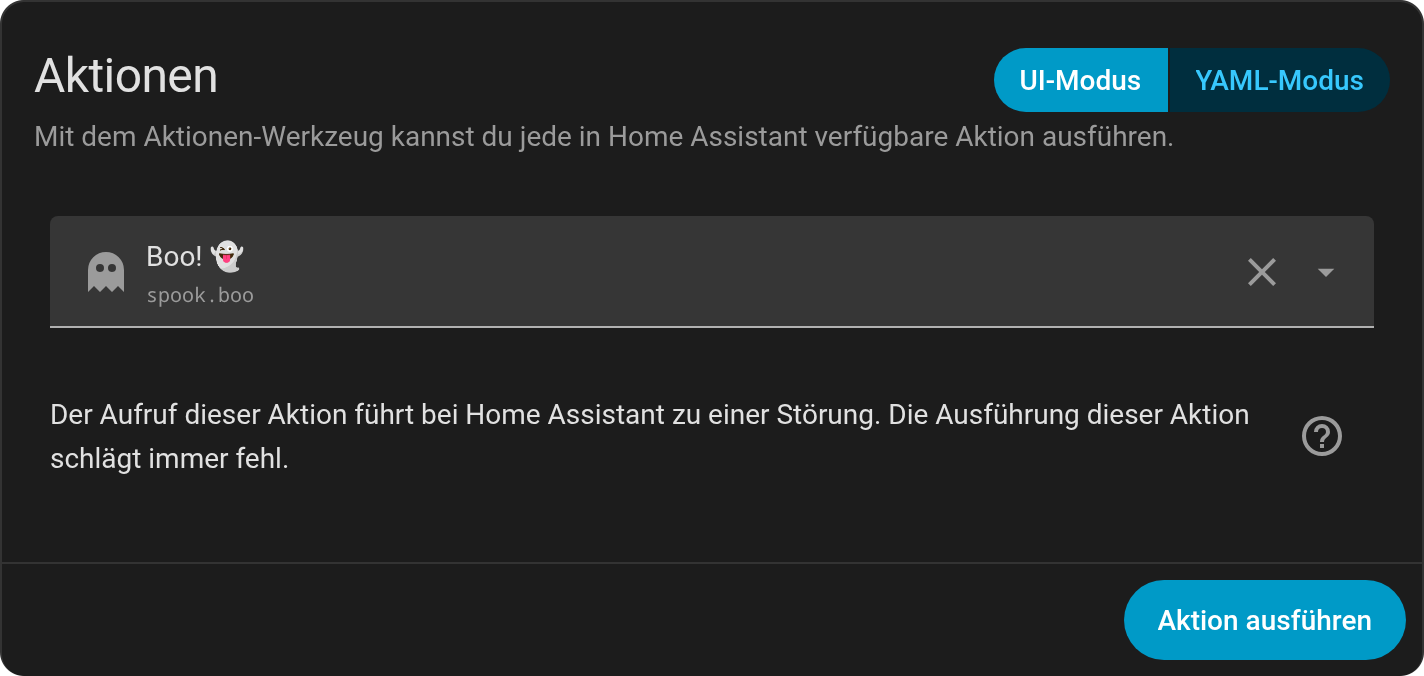 Aktionen
UI-Modus
YAML-Modus
Mit dem Aktionen-Werkzeug kannst du jede in Home Assistant verfügbare Aktion ausführen.
Boo! 👻
spook.boo
Der Aufruf dieser Aktion führt bei Home Assistant zu einer Störung. Die Ausführung dieser Aktion
schlägt immer fehl.
Aktion ausführen